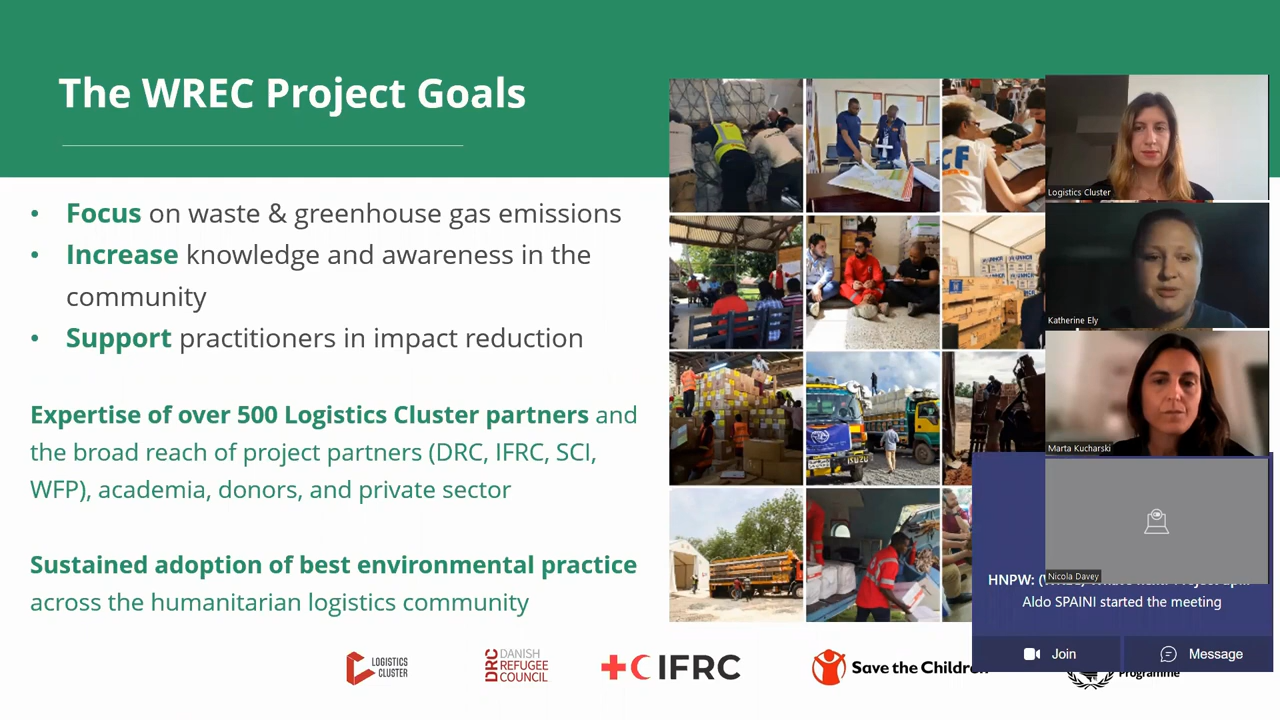 The WREC Project Goals
• Focus on waste & greenhouse gas emissions
• Increase knowledge and awareness in the
community
• Support practitioners in impact reduction
Expertise of over 500 Logistics Cluster partners and
the broad reach of project partners (DRC, IFRC, SCI,
WFP), academia, donors, and private sector
Sustained adoption of best environmental practice
across the humanitarian logistics community
LOGISTICS
CLUSTER
DRC DANISH
REFUGEE
COUNCIL
IFRC
Save the Children
Programme
Logistics Cluster
Katherine Ely
Marta Kucharski
Nicola Davey
HNPW:
Aldo SPAINI started the meeting
Join
Message
ISUZU